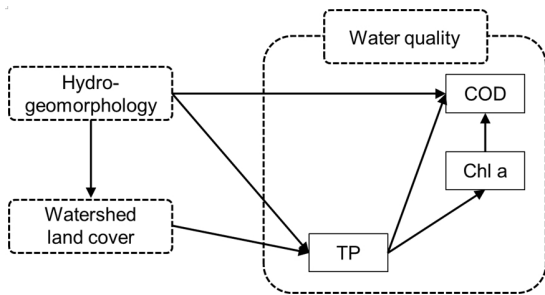 Water quality
Hydro-
geomorphology
COD
Chl a
Watershed
land cover
TP